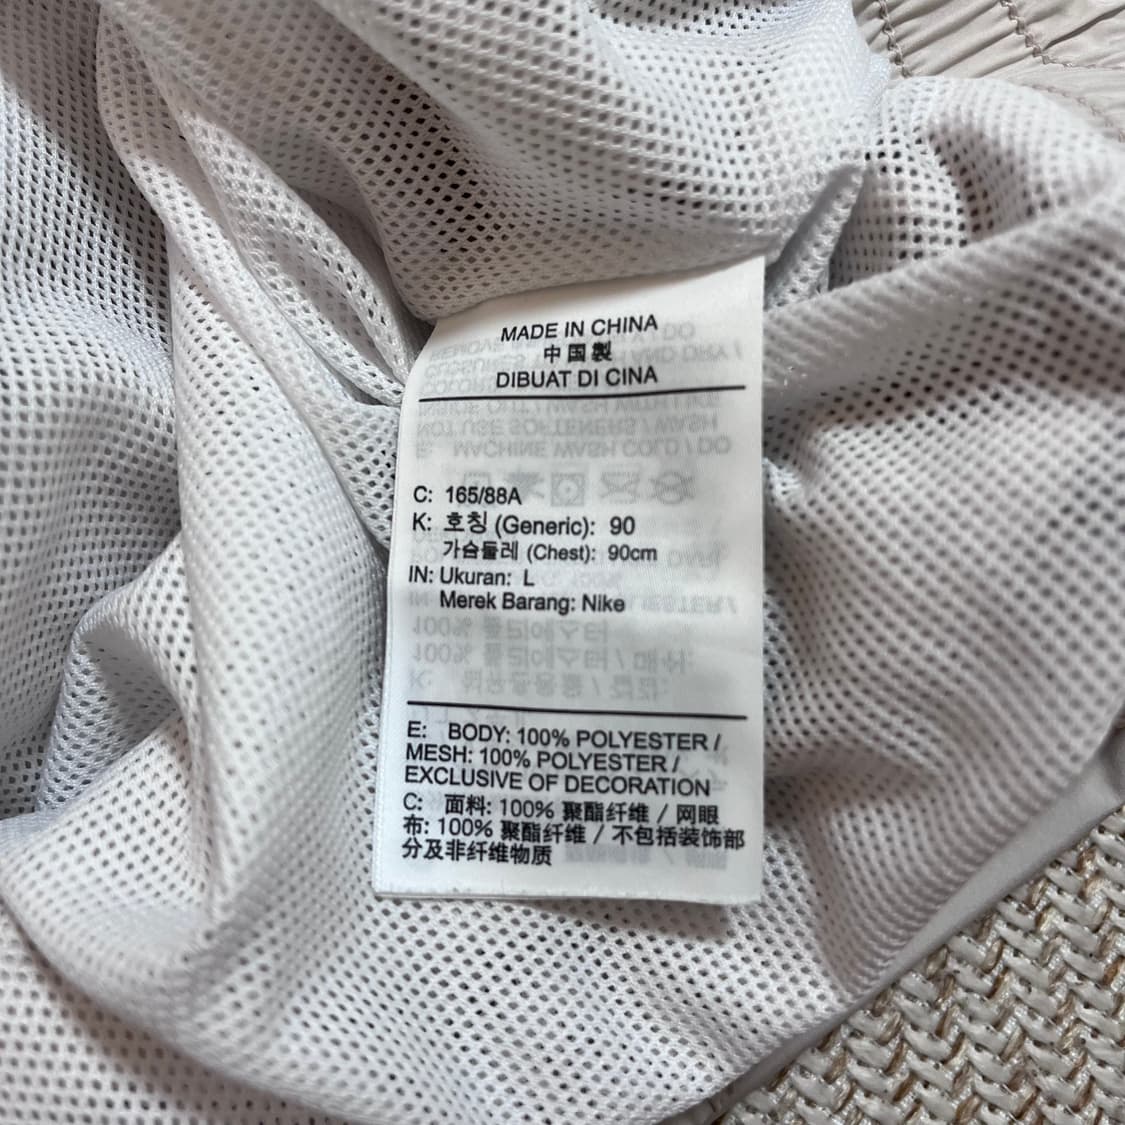 MADE IN CHINA
中国製
DIBUAT DI CINA
C: 165/88A
K: 호칭 (Generic): 90
가슴둘레 (Chest): 90cm
IN: Ukuran: L
Merek Barang: Nike
E: BODY: 100% POLYESTER /
MESH: 100% POLYESTER /
EXCLUSIVE OF DECORATION
C: 面料: 100% 聚酯纤维 / 网眼
布: 100% 聚酯纤维 / 不包括装饰部
分及非纤维物质